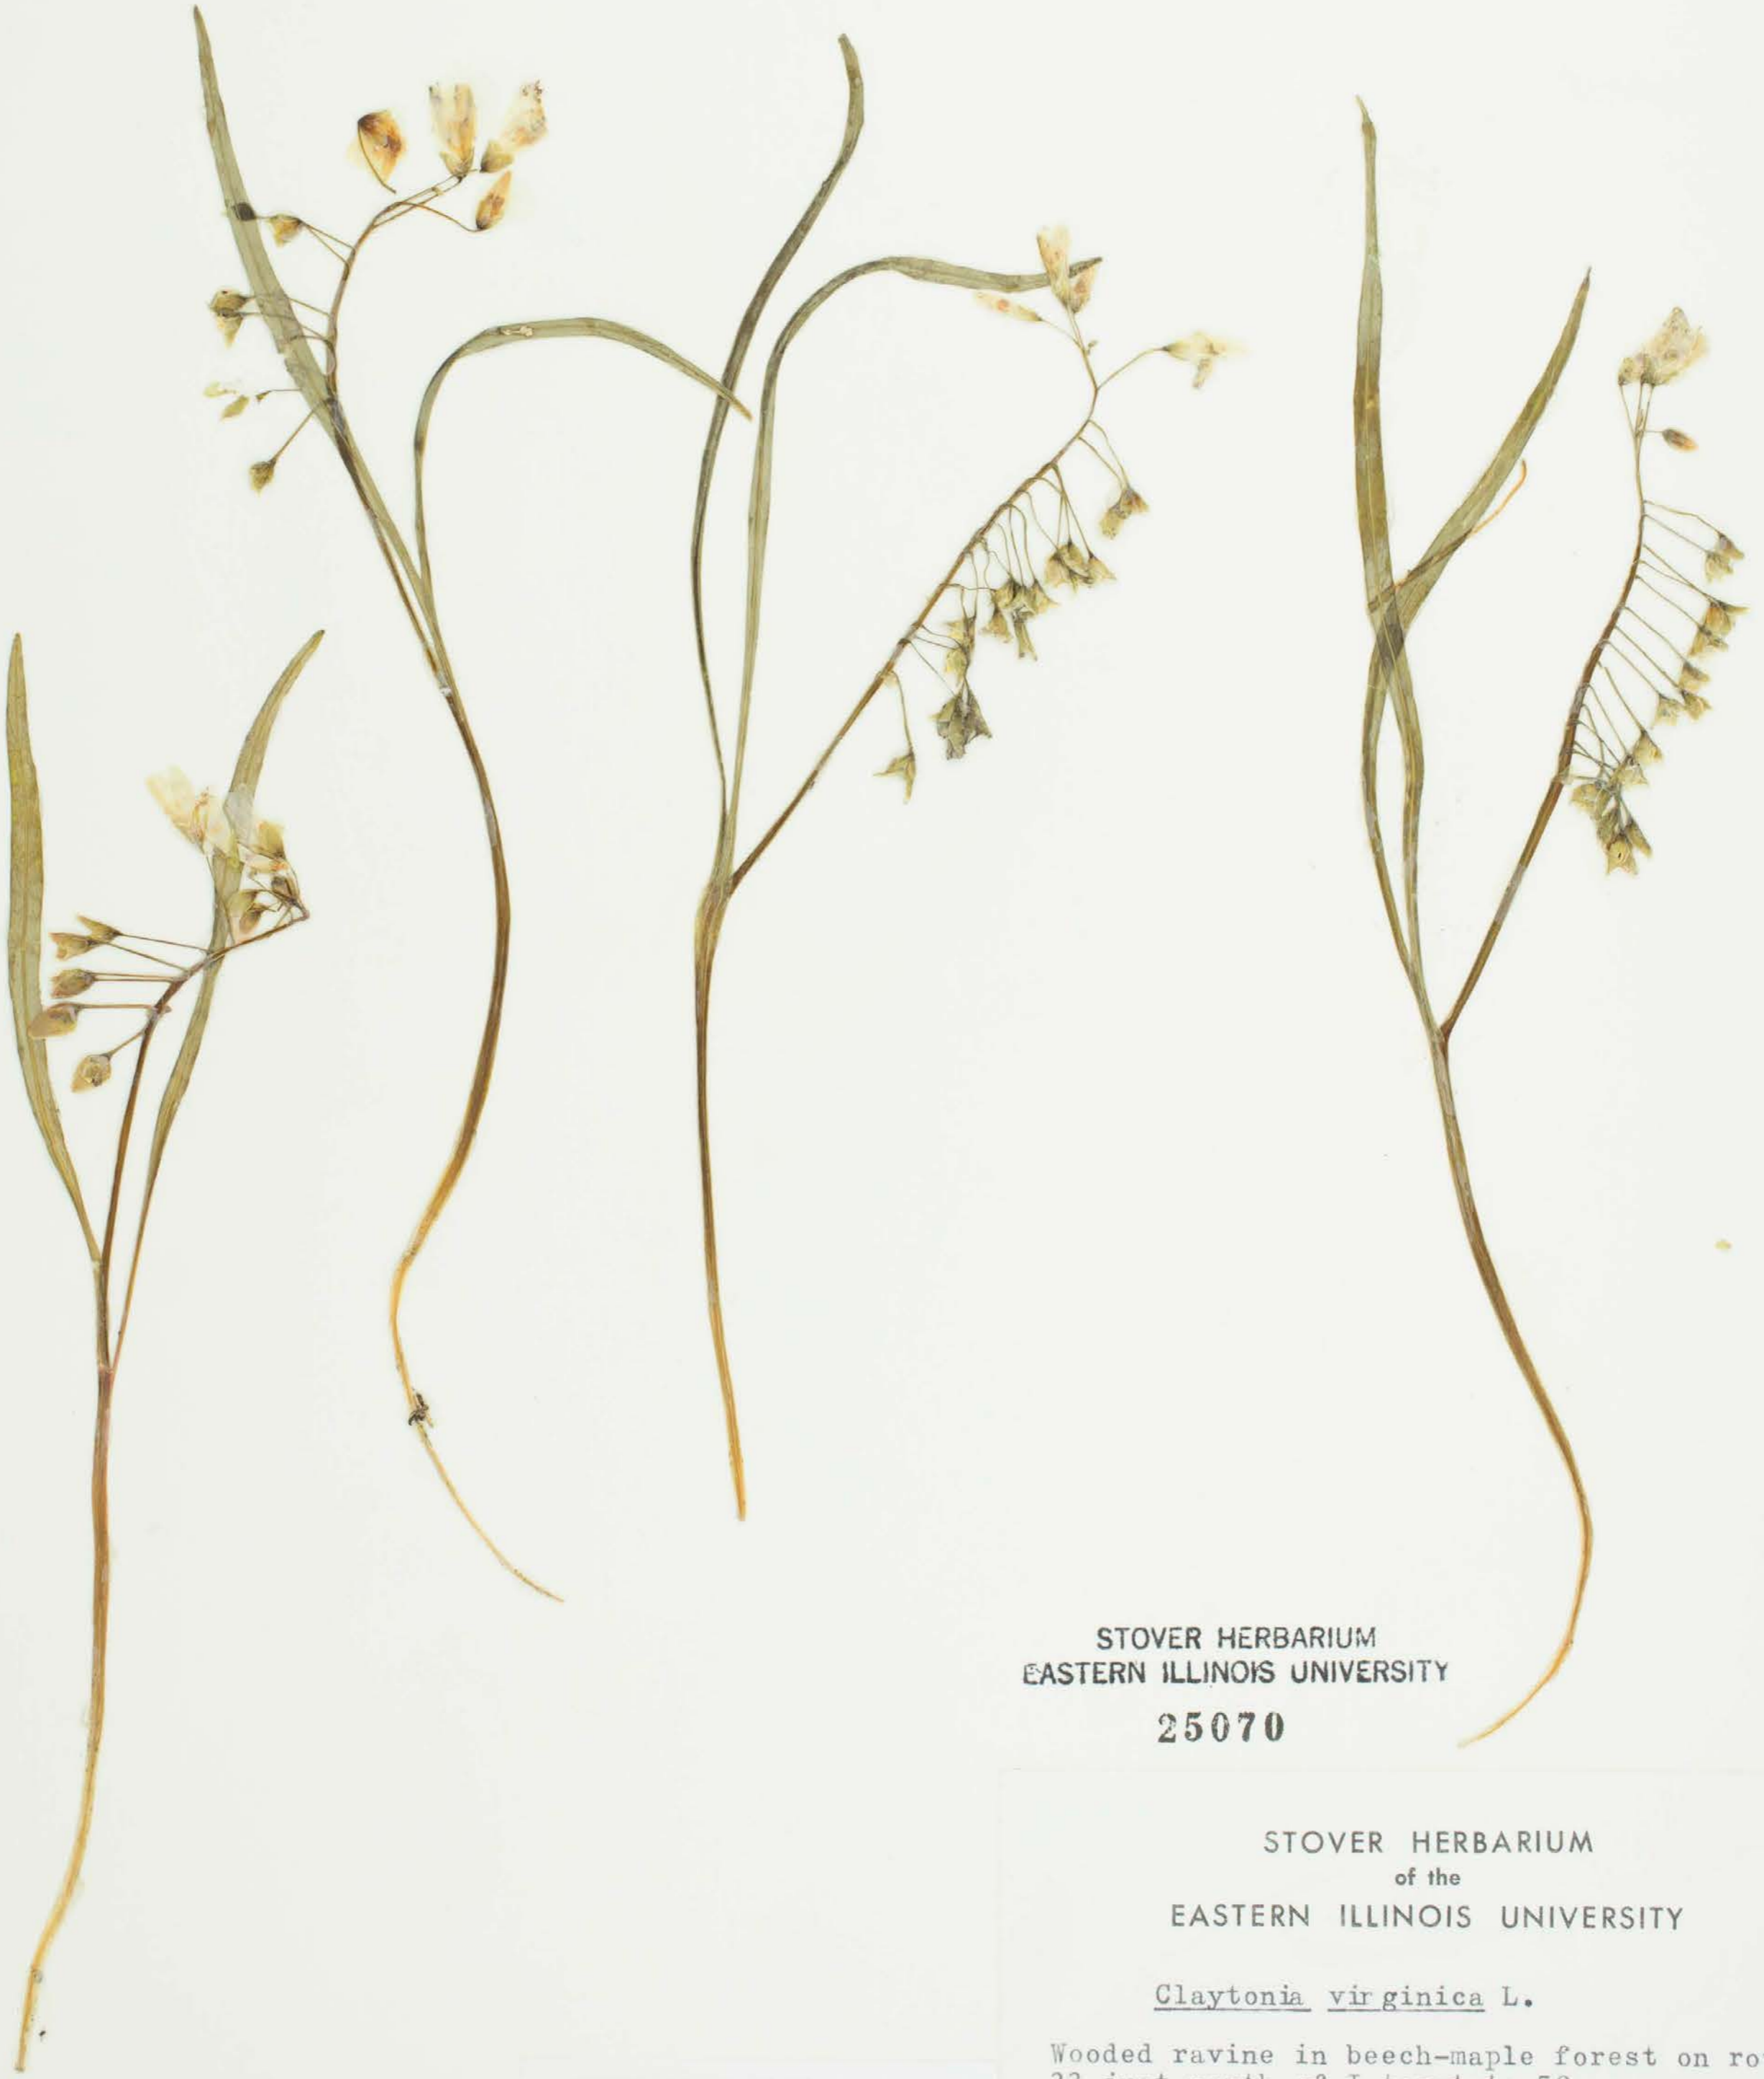 STOVER HERBARIUM
EASTERN ILLINOIS UNIVERSITY
25070
STOVER HERBARIUM
of the
EASTERN ILLINOIS UNIVERSITY
Claytonia virginica L.
Wooded ravine in beech-maple forest on